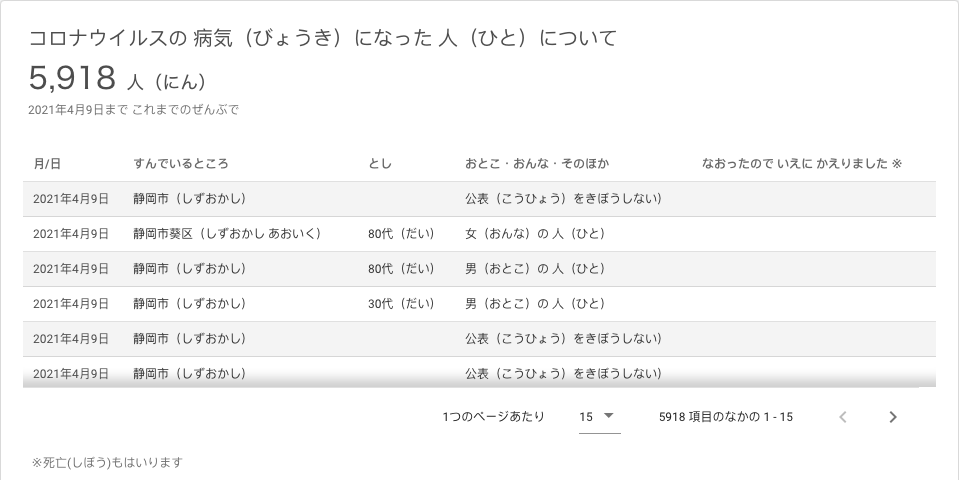 コロナウイルスの 病気（びょうき）になった 人（ひと）について
5,918 人（にん）
2021年4月9日まで これまでのぜんぶで
月/日 すんでいるところ とし おとこ・おんな・そのほか なおったので いえに かえりました ※
2021年4月9日 静岡市（しずおかし） 公表（こうひょう）をきぼうしない)
2021年4月9日 静岡市葵区（しずおかし あおいく） 80代（だい） 女（おんな）の 人（ひと）
2021年4月9日 静岡市（しずおかし） 80代（だい） 男（おとこ）の 人（ひと）
2021年4月9日 静岡市（しずおかし） 30代（だい） 男（おとこ）の 人（ひと）
2021年4月9日 静岡市（しずおかし） 公表（こうひょう）をきぼうしない)
2021年4月9日 静岡市（しずおかし） 公表（こうひょう）をきぼうしない)
1つのページあたり 15 5918 項目のなかの 1 - 15
※死亡(しぼう)もはいります